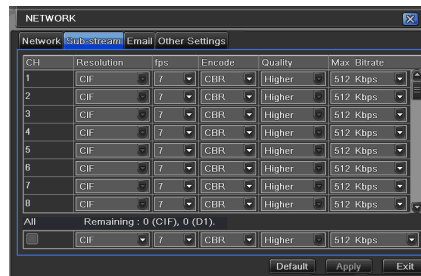 NETWORK
Network Sub-stream Email Other Settings
CH Resolution fps Encode Quality Max Bitrate
1 CIF 7 CBR Higher 512 Kbps
2 CIF 7 CBR Higher 512 Kbps
3 CIF 7 CBR Higher 512 Kbps
4 CIF 7 CBR Higher 512 Kbps
5 CIF 7 CBR Higher 512 Kbps
6 CIF 7 CBR Higher 512 Kbps
7 CIF 7 CBR Higher 512 Kbps
8 CIF 7 CBR Higher 512 Kbps
All Remaining : 0 (CIF), 0 (D1).
CIF 7 CBR Higher 512 Kbps
Default Apply Exit